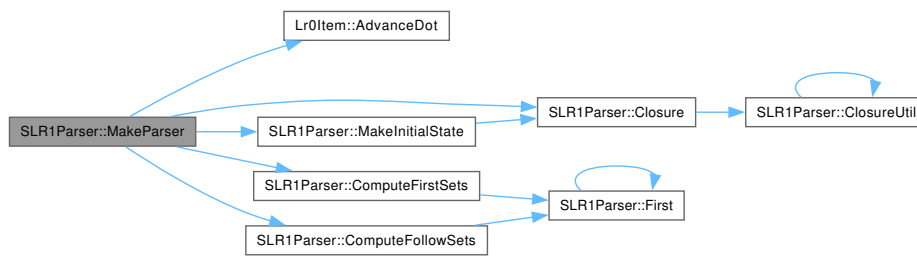 Lr0Item::AdvanceDot
SLR1Parser::MakeParser
SLR1Parser::MakeInitialState
SLR1Parser::Closure
SLR1Parser::ClosureUtil
SLR1Parser::ComputeFirstSets
SLR1Parser::First
SLR1Parser::ComputeFollowSets